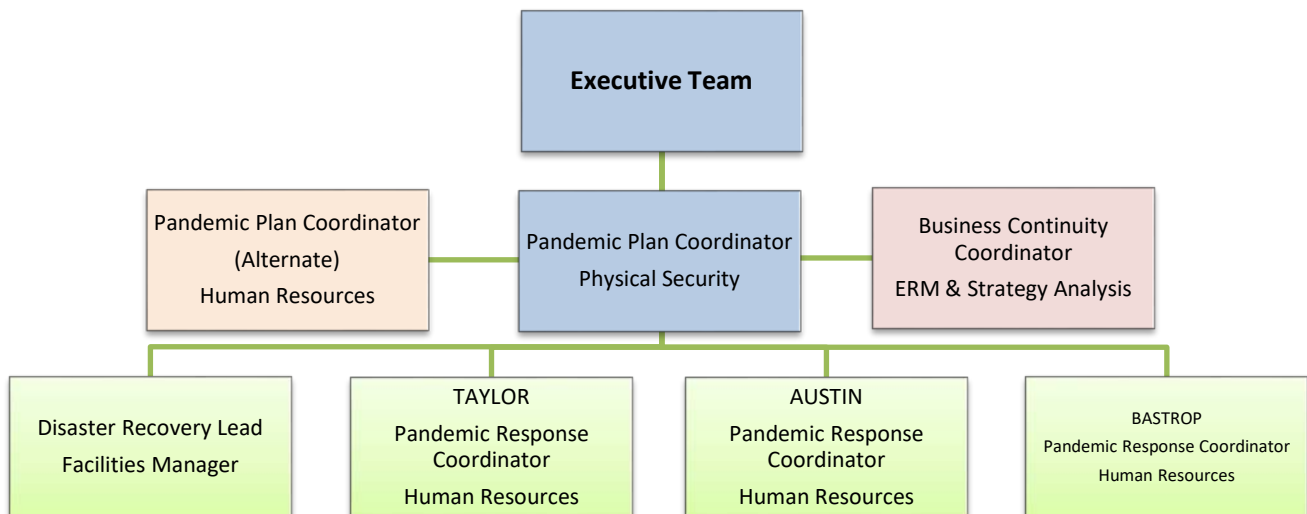 Executive Team
Pandemic Plan Coordinator
(Alternate)
Human Resources
Pandemic Plan Coordinator
Physical Security
Business Continuity
Coordinator
ERM & Strategy Analysis
Disaster Recovery Lead
Facilities Manager
TAYLOR
Pandemic Response
Coordinator
Human Resources
AUSTIN
Pandemic Response
Coordinator
Human Resources
BASTROP
Pandemic Response Coordinator
Human Resources